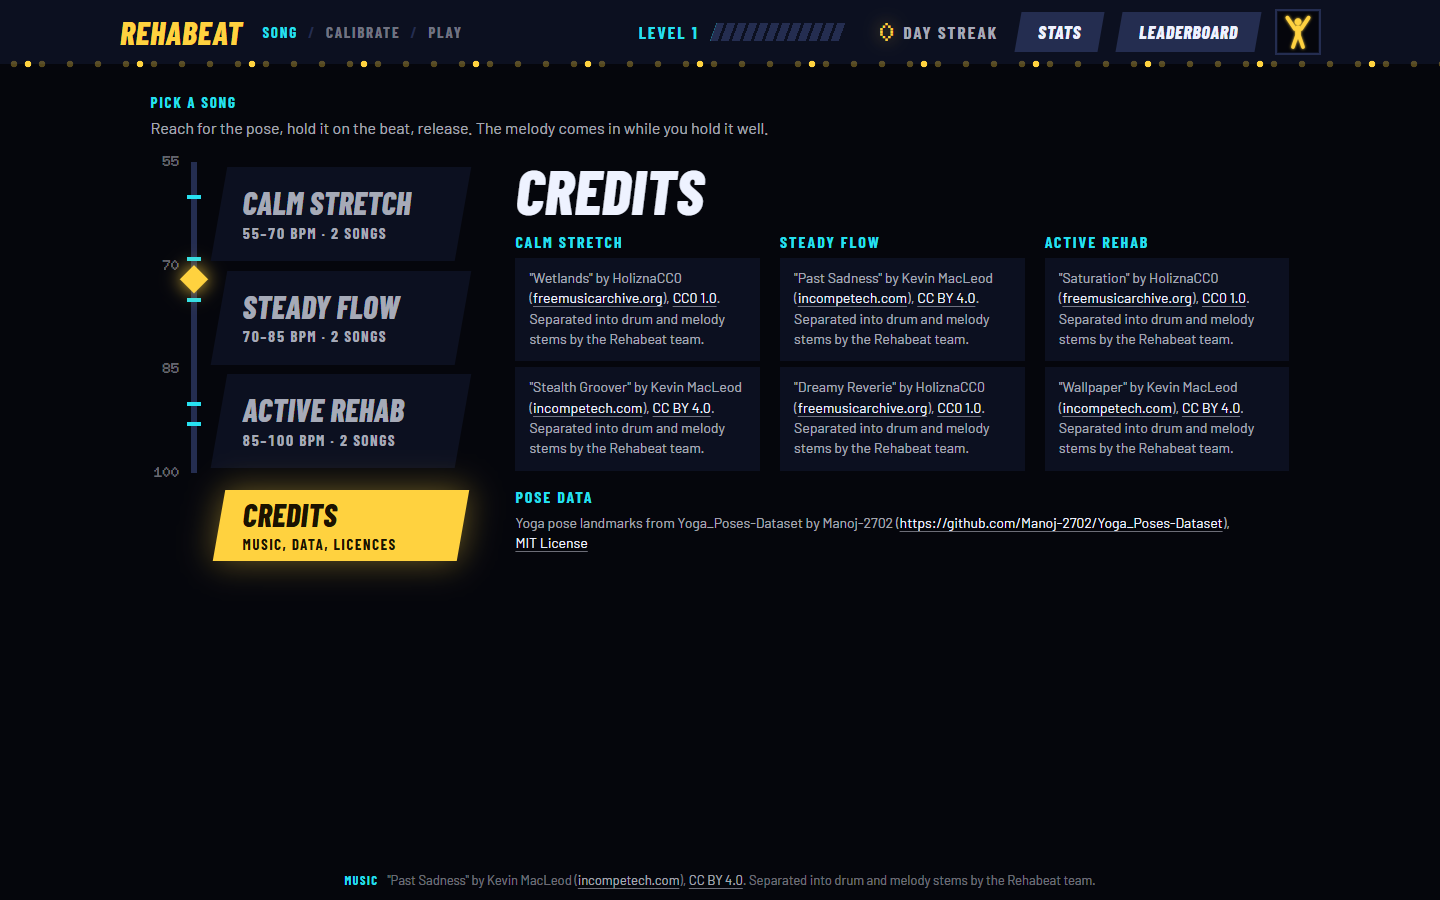 REHABEAT SONG / CALIBRATE / PLAY LEVEL 1 0 DAY STREAK STATS LEADERBOARD
PICK A SONG
Reach for the pose, hold it on the beat, release. The melody comes in while you hold it well.
55
70
85
100
CALM STRETCH
55-70 BPM · 2 SONGS
STEADY FLOW
70-85 BPM · 2 SONGS
ACTIVE REHAB
85-100 BPM · 2 SONGS
CREDITS
MUSIC, DATA, LICENCES
CREDITS
CALM STRETCH
"Wetlands" by HoliznaCC0
(freemusicarchive.org), CC0 1.0.
Separated into drum and melody
stems by the Rehabeat team.
"Stealth Groover" by Kevin MacLeod
(incompetech.com), CC BY 4.0.
Separated into drum and melody
stems by the Rehabeat team.
STEADY FLOW
"Past Sadness" by Kevin MacLeod
(incompetech.com), CC BY 4.0.
Separated into drum and melody
stems by the Rehabeat team.
"Dreamy Reverie" by HoliznaCC0
(freemusicarchive.org), CC0 1.0.
Separated into drum and melody
stems by the Rehabeat team.
ACTIVE REHAB
"Saturation" by HoliznaCC0
(freemusicarchive.org), CC0 1.0.
Separated into drum and melody
stems by the Rehabeat team.
"Wallpaper" by Kevin MacLeod
(incompetech.com), CC BY 4.0.
Separated into drum and melody
stems by the Rehabeat team.
POSE DATA
Yoga pose landmarks from Yoga_Poses-Dataset by Manoj-2702 (https://github.com/Manoj-2702/Yoga_Poses-Dataset),
MIT License
MUSIC "Past Sadness" by Kevin MacLeod (incompetech.com), CC BY 4.0. Separated into drum and melody stems by the Rehabeat team.